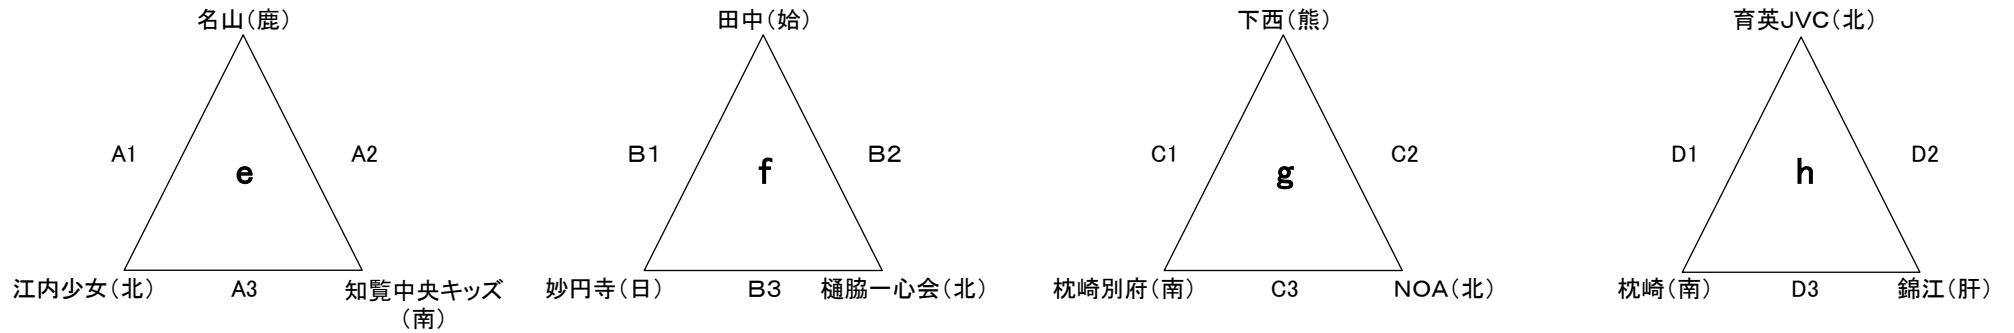 名山（鹿）
A1
A2
e
江内少女（北）
A3
知覧中央キッズ
（南）
田中（始）
B1
B2
f
妙円寺（日）
B3
樋脇一心会（北）
下西（熊）
C1
C2
g
枕崎別府（南）
C3
NOA（北）
育英JVC（北）
D1
D2
h
枕崎（南）
D3
錦江（肝）